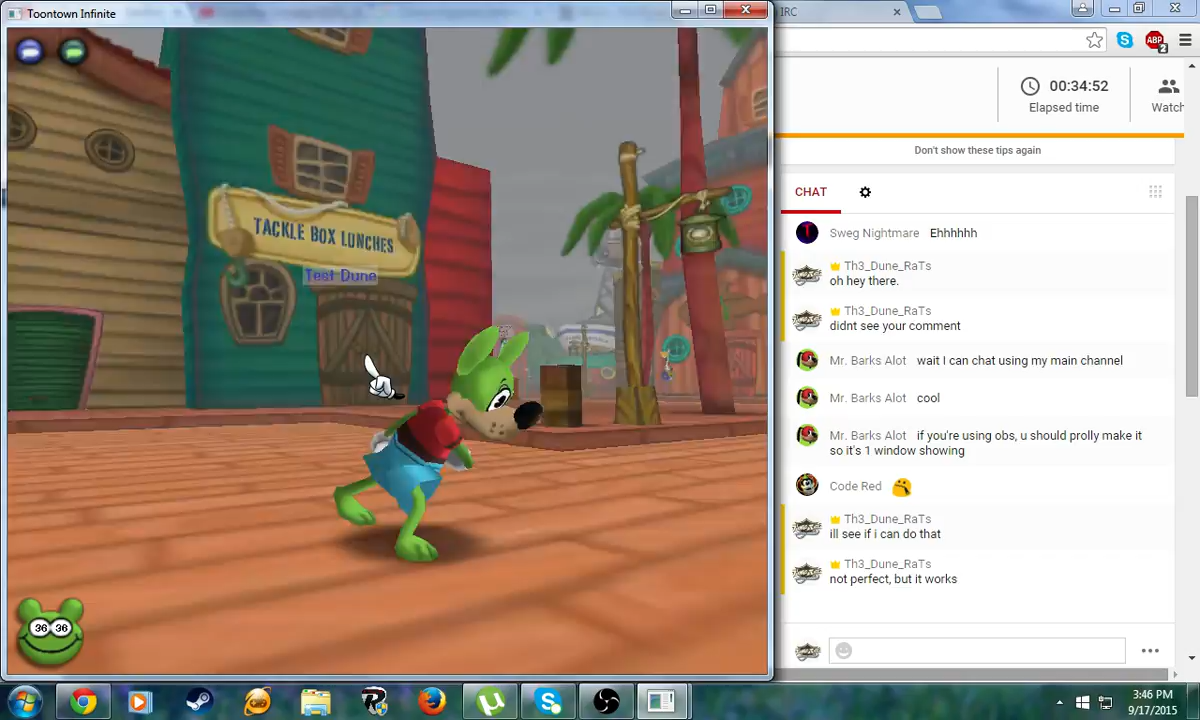 Toontown Infinite
IRC
ABP
2
00:34:52
Elapsed time
Watch
Don't show these tips again
CHAT
Sweg Nightmare Ehhhhhh
Th3_Dune_RaTs
oh hey there.
Th3_Dune_RaTs
didnt see your comment
Mr. Barks Alot wait I can chat using my main channel
Mr. Barks Alot cool
Mr. Barks Alot if you're using obs, u should prolly make it
so it's 1 window showing
Code Red
Th3_Dune_RaTs
ill see if i can do that
Th3_Dune_RaTs
not perfect, but it works
TACKLE BOX LUNCHES
Test Dune
36 36
3:46 PM
9/17/2015